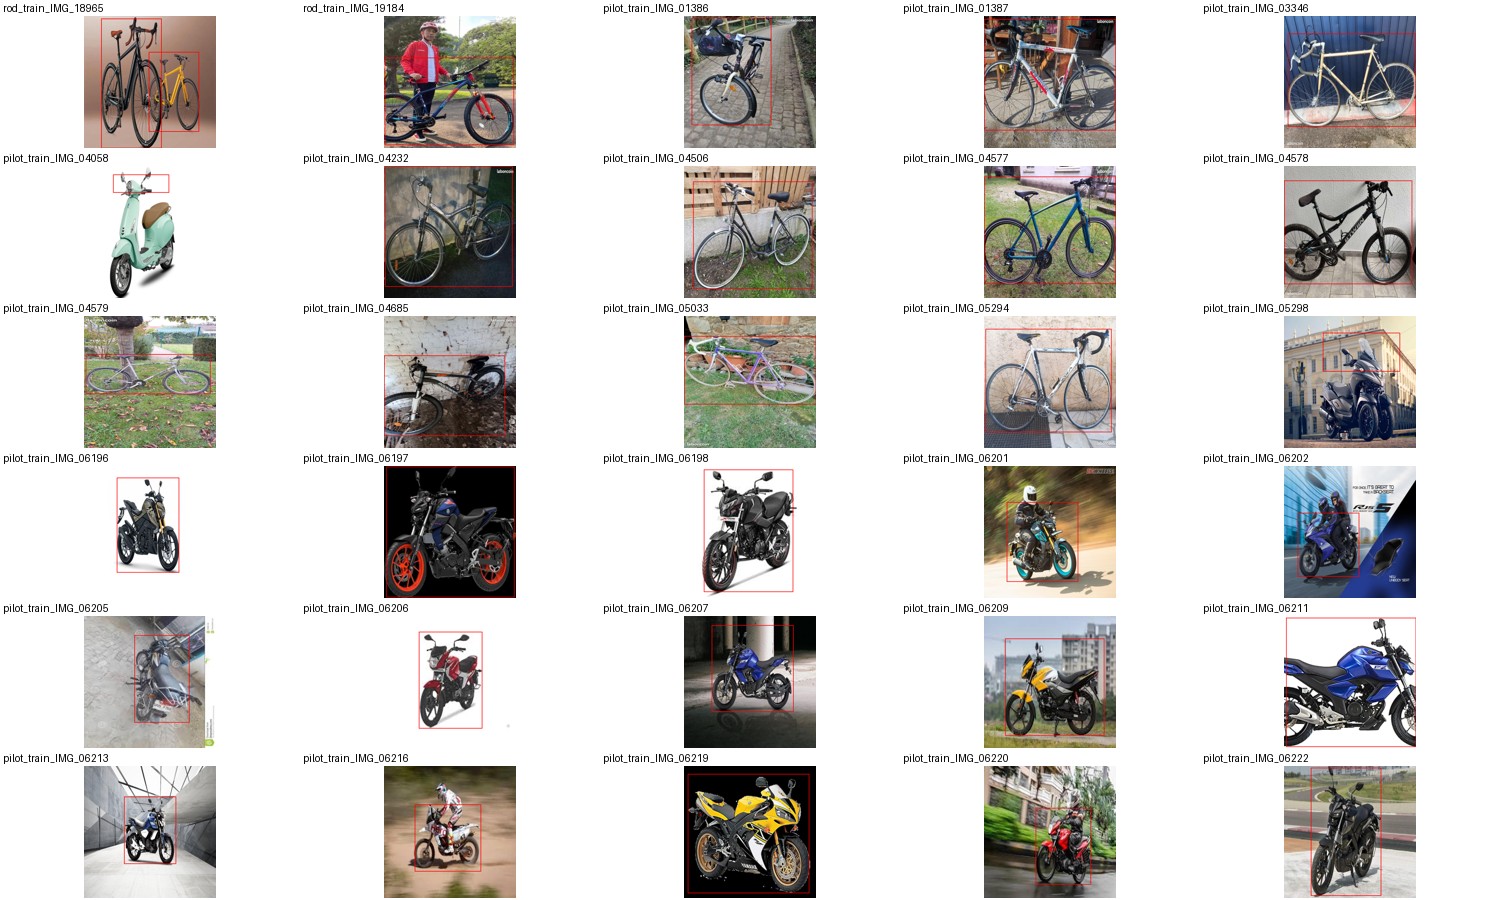 rod_train_IMG_18965
rod_train_IMG_19184
pilot_train_IMG_01386
pilot_train_IMG_01387
pilot_train_IMG_03346
pilot_train_IMG_04058
pilot_train_IMG_04232
pilot_train_IMG_04506
pilot_train_IMG_04577
pilot_train_IMG_04578
pilot_train_IMG_04579
pilot_train_IMG_04685
pilot_train_IMG_05033
pilot_train_IMG_05294
pilot_train_IMG_05298
pilot_train_IMG_06196
pilot_train_IMG_06197
pilot_train_IMG_06198
pilot_train_IMG_06201
pilot_train_IMG_06202
pilot_train_IMG_06205
pilot_train_IMG_06206
pilot_train_IMG_06207
pilot_train_IMG_06209
pilot_train_IMG_06211
pilot_train_IMG_06213
pilot_train_IMG_06216
pilot_train_IMG_06219
pilot_train_IMG_06220
pilot_train_IMG_06222